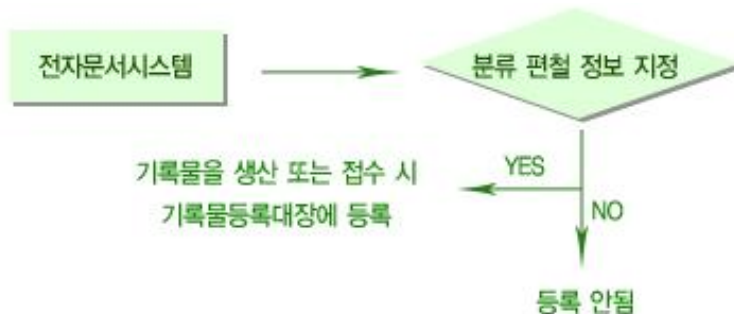 전자문서시스템
분류 편철 정보 지정
기록물을 생산 또는 접수 시
기록물등록대장에 등록
YES
NO
등록 안됨